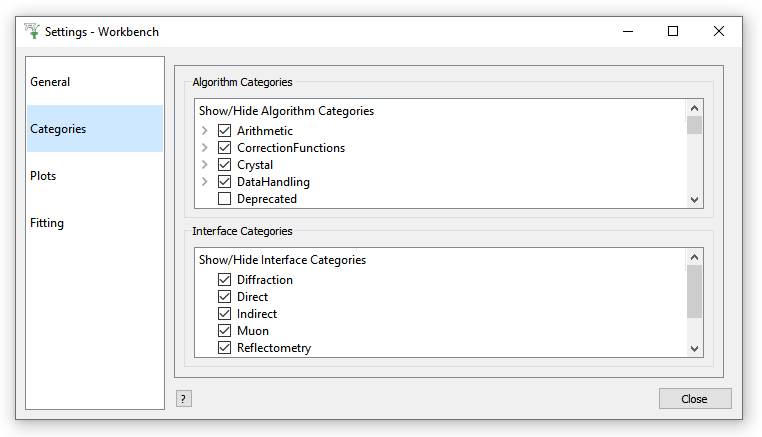 Settings - Workbench
General
Categories
Plots
Fitting
Algorithm Categories
Show/Hide Algorithm Categories
Arithmetic
CorrectionFunctions
Crystal
DataHandling
Deprecated
Interface Categories
Show/Hide Interface Categories
Diffraction
Direct
Indirect
Muon
Reflectometry
?
Close